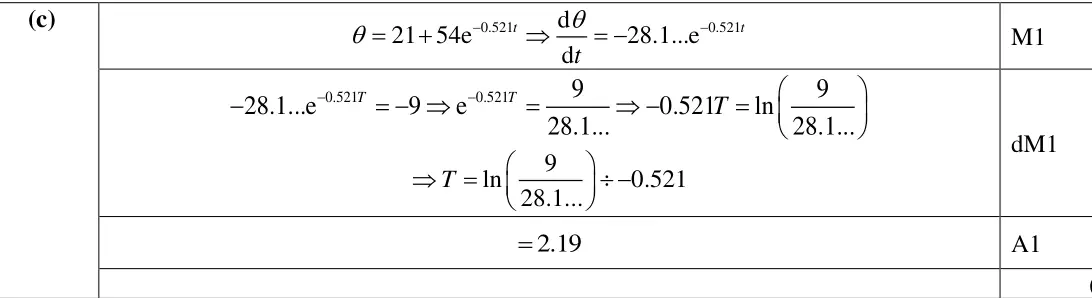 (c)
θ = 21 + 54e^{−0.521t} ⇒ dθ/dt = −28.1...e^{−0.521t} M1
−28.1...e^{−0.521T} = −9 ⇒ e^{−0.521T} = 9/28.1... ⇒ −0.521T = ln(9/28.1...)
dM1
⇒ T = ln(9/28.1...) ÷ −0.521
= 2.19 A1